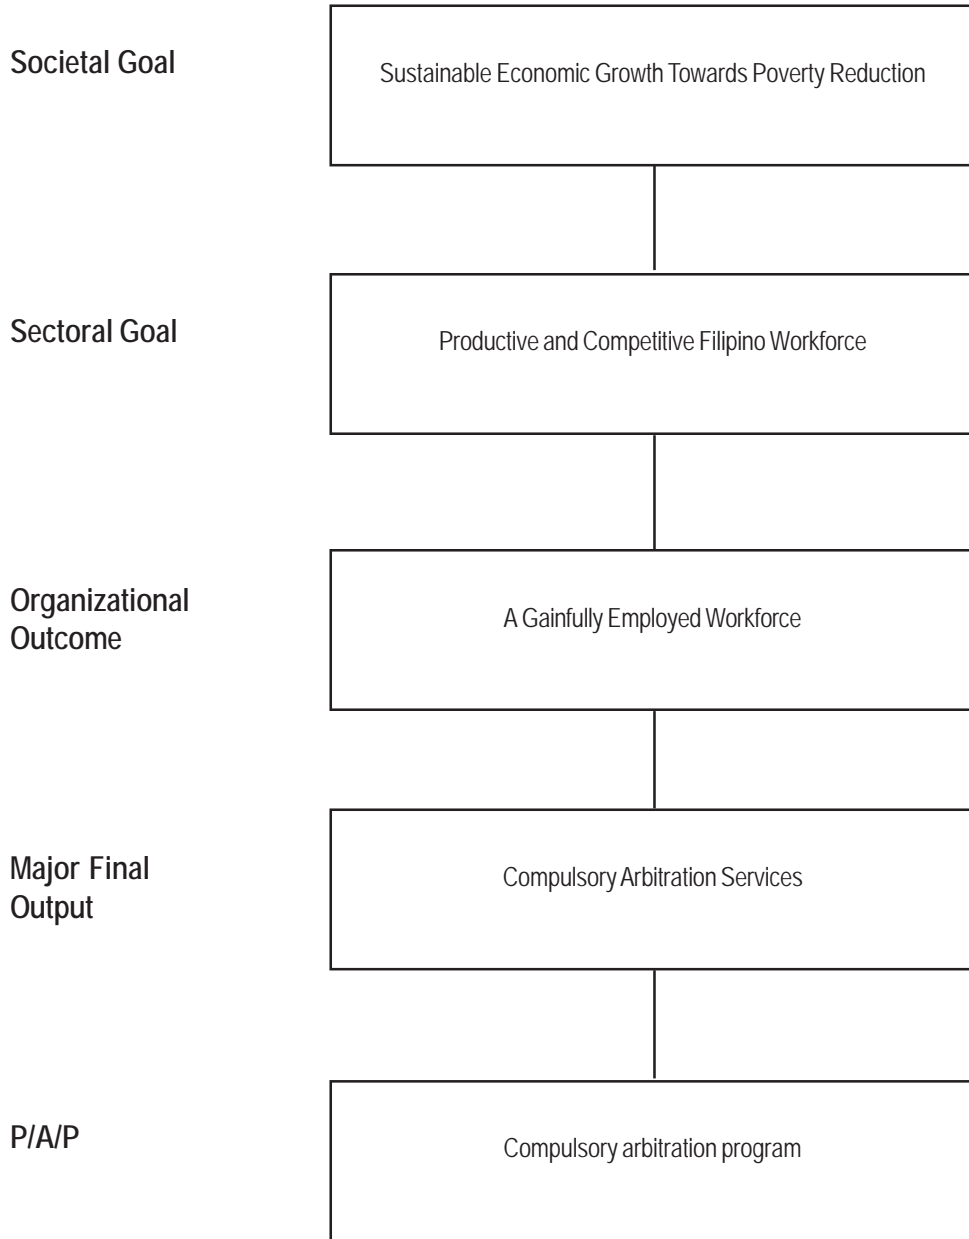 Societal Goal
Sustainable Economic Growth Towards Poverty Reduction
Sectoral Goal
Productive and Competitive Filipino Workforce
Organizational
Outcome
A Gainfully Employed Workforce
Major Final
Output
Compulsory Arbitration Services
P/A/P
Compulsory arbitration program